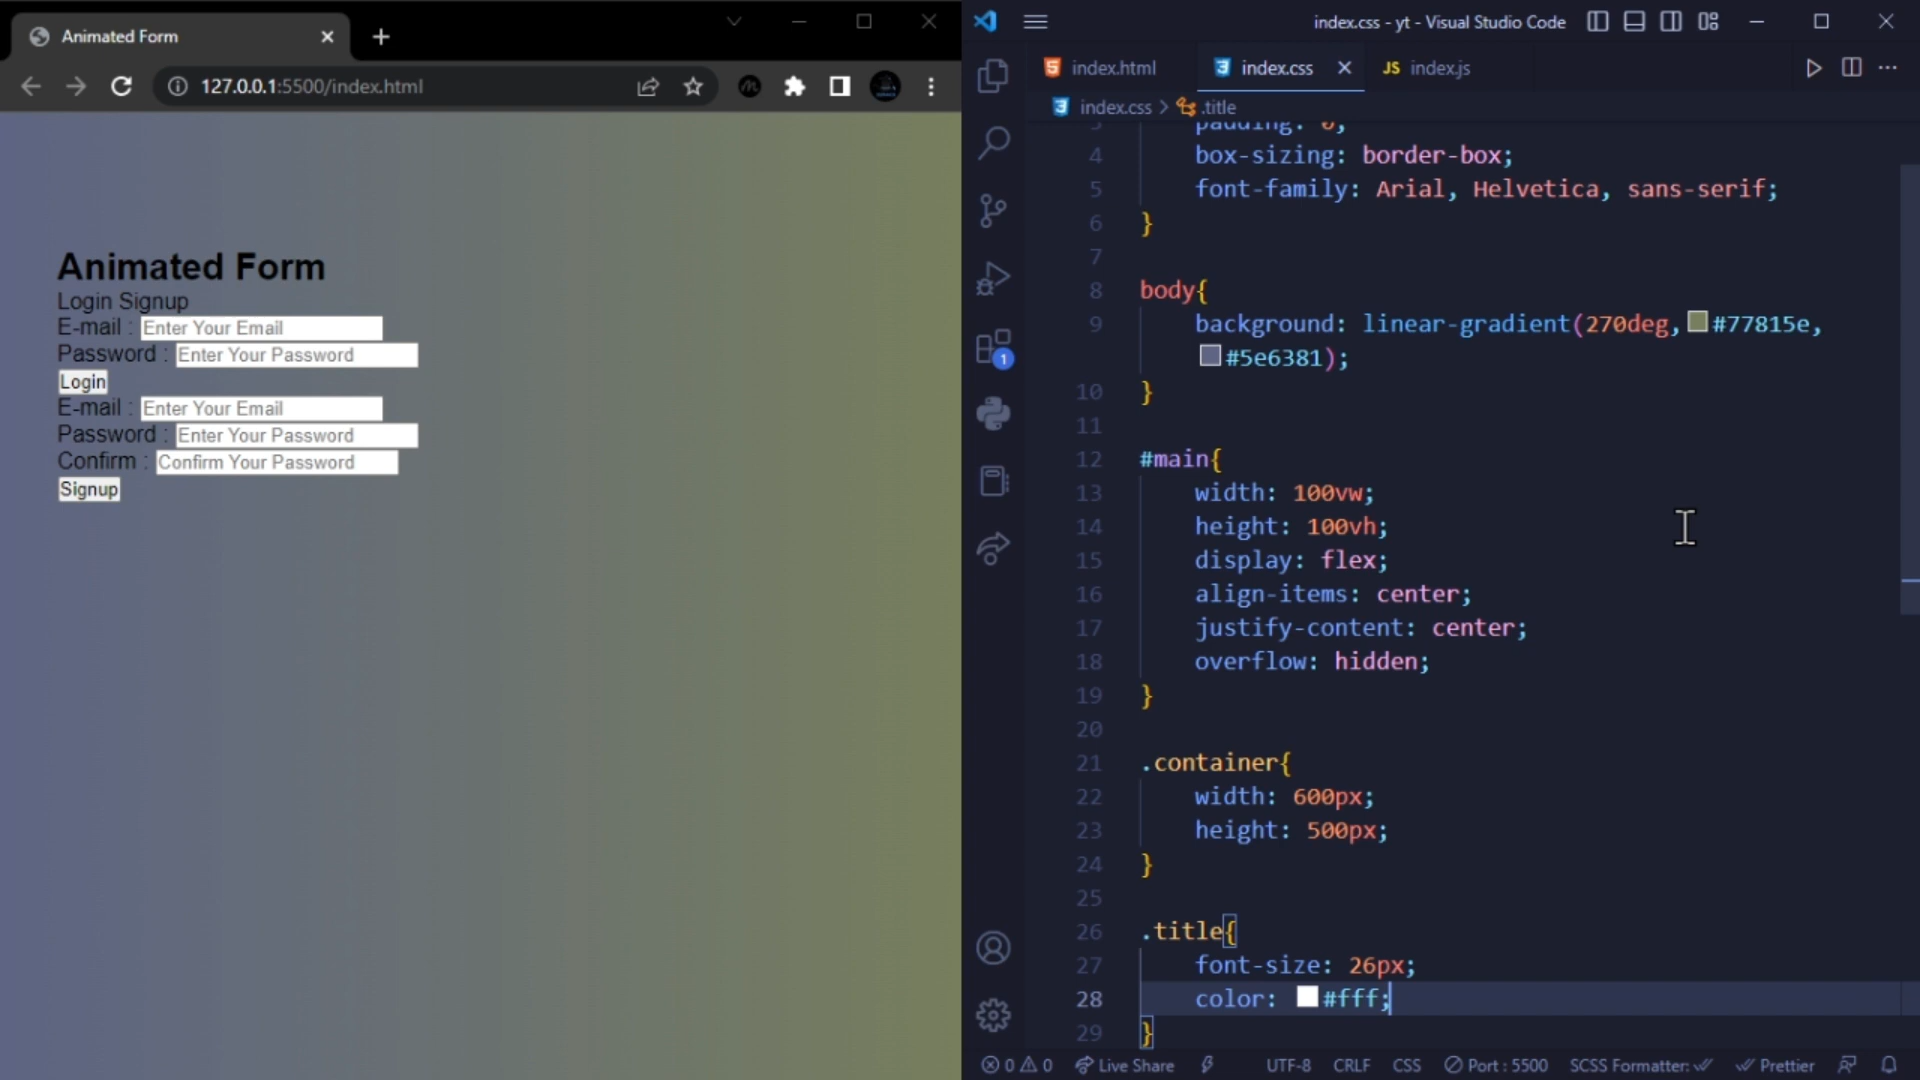 Animated Form
127.0.0.1:5500/index.html
Animated Form
Login Signup
E-mail : Enter Your Email
Password : Enter Your Password
Login
E-mail : Enter Your Email
Password : Enter Your Password
Confirm : Confirm Your Password
Signup
index.css - yt - Visual Studio Code
index.html
index.css
JS index.js
index.css > .title
1
3 padding: 0;
4 box-sizing: border-box;
5 font-family: Arial, Helvetica, sans-serif;
6 }
7
8 body{
9 background: linear-gradient(270deg, #77815e,
#5e6381);
10 }
11
12 #main{
13 width: 100vw;
14 height: 100vh;
15 display: flex;
16 align-items: center;
17 justify-content: center;
18 overflow: hidden;
19 }
20
21 .container{
22 width: 600px;
23 height: 500px;
24 }
25
26 .title{
27 font-size: 26px;
28 color: #fff;
29 }
0 0 Live Share UTF-8 CRLF CSS Port : 5500 SCSS Formatter: Prettier